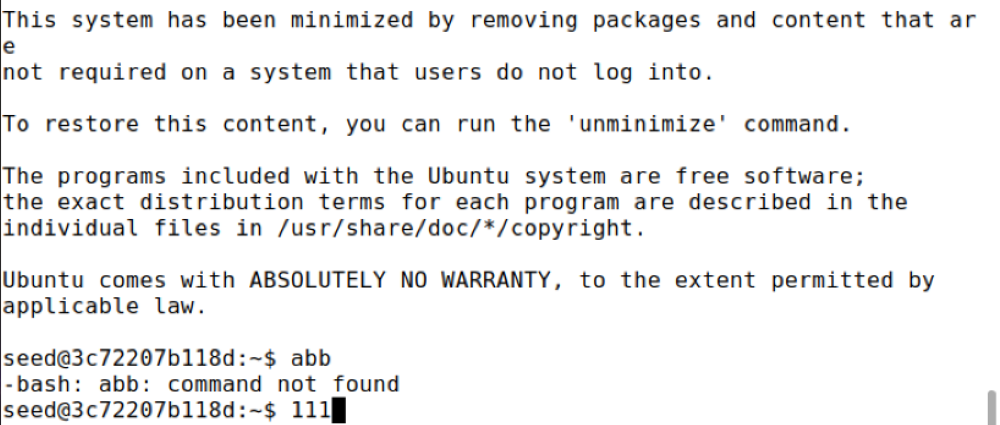 This system has been minimized by removing packages and content that ar
e
not required on a system that users do not log into.
To restore this content, you can run the 'unminimize' command.
The programs included with the Ubuntu system are free software;
the exact distribution terms for each program are described in the
individual files in /usr/share/doc/*/copyright.
Ubuntu comes with ABSOLUTELY NO WARRANTY, to the extent permitted by
applicable law.
seed@3c72207b118d:~$ abb
-bash: abb: command not found
seed@3c72207b118d:~$ 111